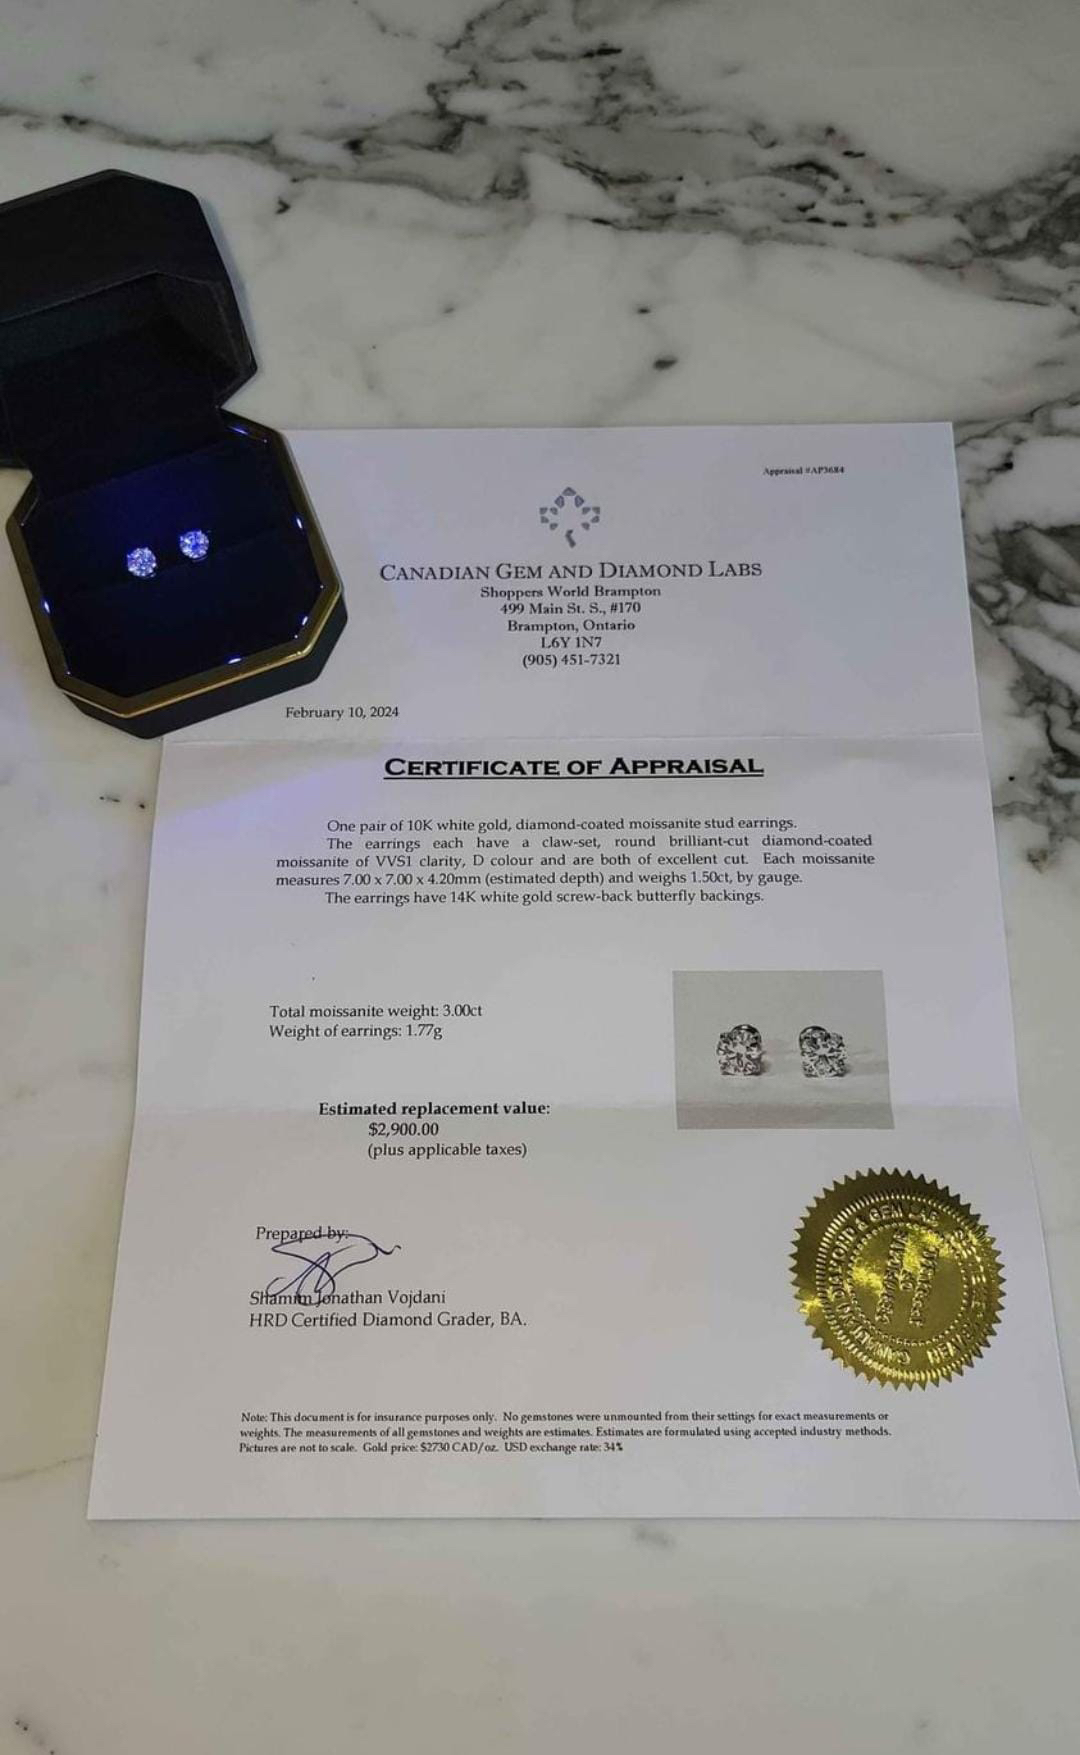 Appraisal #AP3684
CANADIAN GEM AND DIAMOND LABS
Shoppers World Brampton
499 Main St. S., #170
Brampton, Ontario
L6Y 1N7
(905) 451-7321
February 10, 2024
CERTIFICATE OF APPRAISAL
One pair of 10K white gold, diamond-coated moissanite stud earrings.
The earrings each have a claw-set, round brilliant-cut diamond-coated
moissanite of VVS1 clarity, D colour and are both of excellent cut. Each moissanite
measures 7.00 x 7.00 x 4.20mm (estimated depth) and weighs 1.50ct, by gauge.
The earrings have 14K white gold screw-back butterfly backings.
Total moissanite weight: 3.00ct
Weight of earrings: 1.77g
Estimated replacement value:
$2,900.00
(plus applicable taxes)
Prepared by:
Shamim Jonathan Vojdani
HRD Certified Diamond Grader, BA.
CANADIAN DIAMOND & GEM LAB
Note: This document is for insurance purposes only. No gemstones were unmounted from their settings for exact measurements or
weights. The measurements of all gemstones and weights are estimates. Estimates are formulated using accepted industry methods.
Pictures are not to scale. Gold price: $2730 CAD/oz. USD exchange rate: 34%